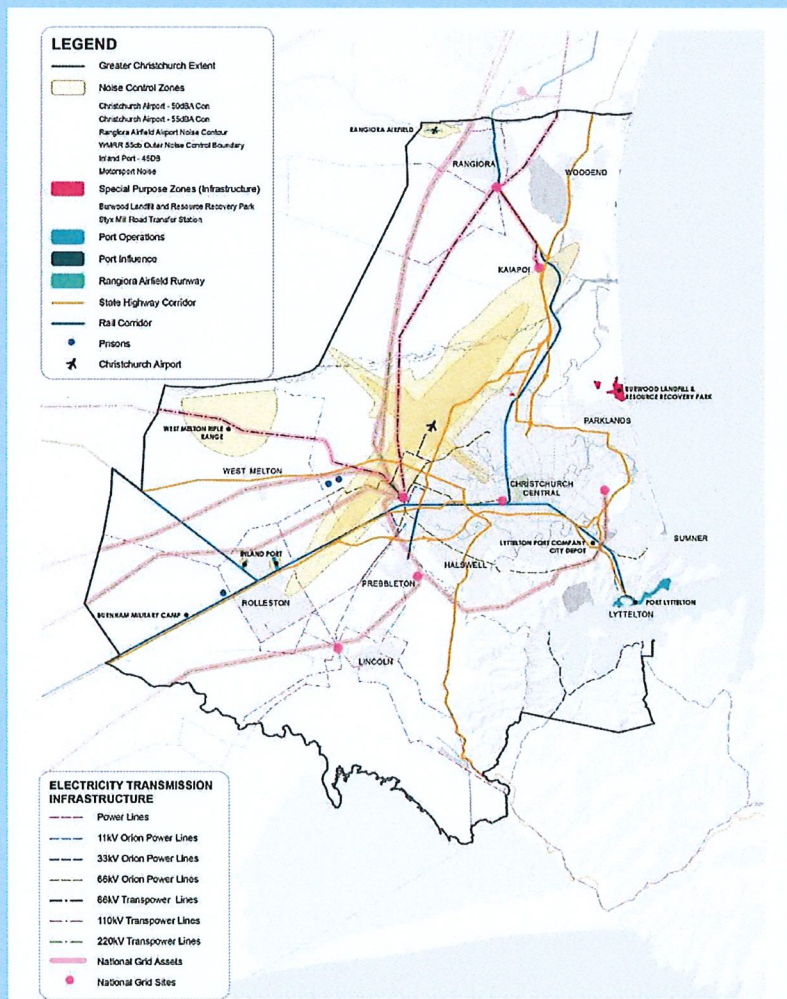 LEGEND
Greater Christchurch Extent
Noise Control Zones
Christchurch Airport - 50dBA Con
Christchurch Airport - 55dBA Con
Rangiora Airfield Airport Noise Contour
WMRR 55cb Outer Noise Control Boundary
Inland Port - 45DB
Motorsport Noise
Special Purpose Zones (Infrastructure)
Burwood Landfill and Resource Recovery Park
Styx Mill Road Transfer Station
Port Operations
Port Influence
Rangiora Airfield Runway
State Highway Corridor
Rail Corridor
Prisons
Christchurch Airport
RANGIORA AIRFIELD
RANGIORA
WOODEND
KAIAPOI
BURWOOD LANDFILL &
RESOURCE RECOVERY PARK
PARKLANDS
WEST MELTON RIFLE
RANGE
WEST MELTON
CHRISTCHURCH
CENTRAL
LYTTELTON PORT COMPANY
CITY DEPOT
SUMNER
INLAND PORT
HALSWELL
PREBBLETON
ROLLESTON
BURNHAM MILITARY CAMP
PORT LYTTELTON
LYTTELTON
LINCOLN
ELECTRICITY TRANSMISSION
INFRASTRUCTURE
Power Lines
11kV Orion Power Lines
33kV Orion Power Lines
66kV Orion Power Lines
66kV Transpower Lines
110kV Transpower Lines
220kV Transpower Lines
National Grid Assets
National Grid Sites